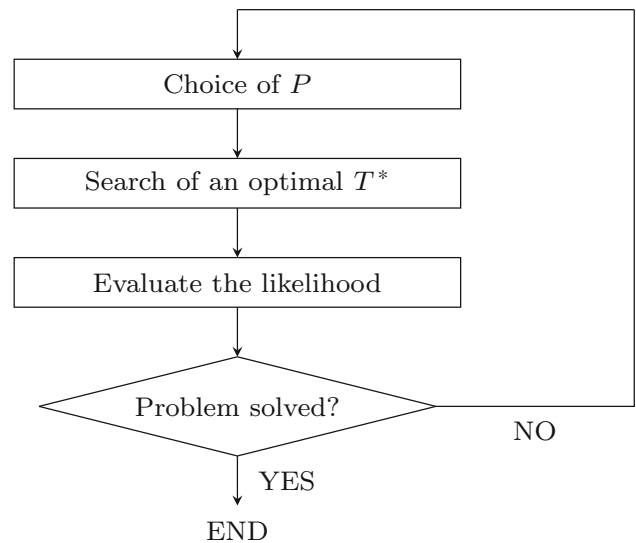 Choice of P
Search of an optimal T*
Evaluate the likelihood
Problem solved?
NO
YES
END